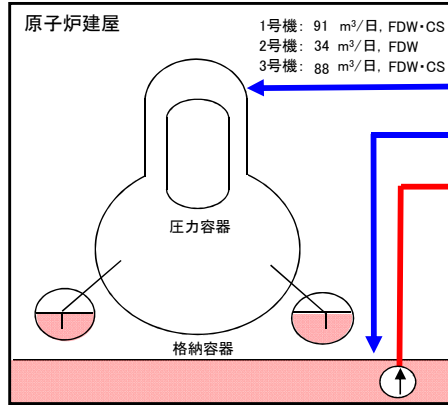 原子炉建屋
1号機： 91 m³/日, FDW・CS
2号機： 34 m³/日, FDW
3号機： 88 m³/日, FDW・CS
圧力容器
格納容器